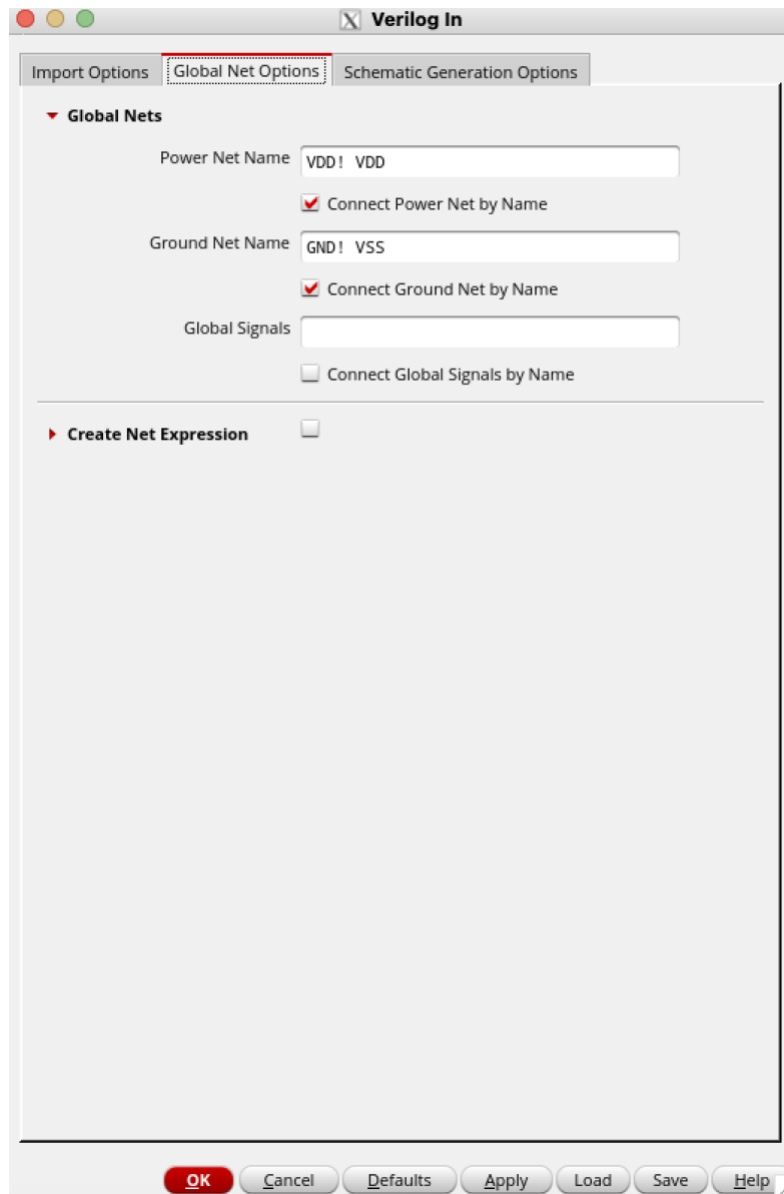 Verilog In
Import Options Global Net Options Schematic Generation Options
Global Nets
Power Net Name VDD! VDD
Connect Power Net by Name
Ground Net Name GND! VSS
Connect Ground Net by Name
Global Signals
Connect Global Signals by Name
Create Net Expression
OK Cancel Defaults Apply Load Save Help